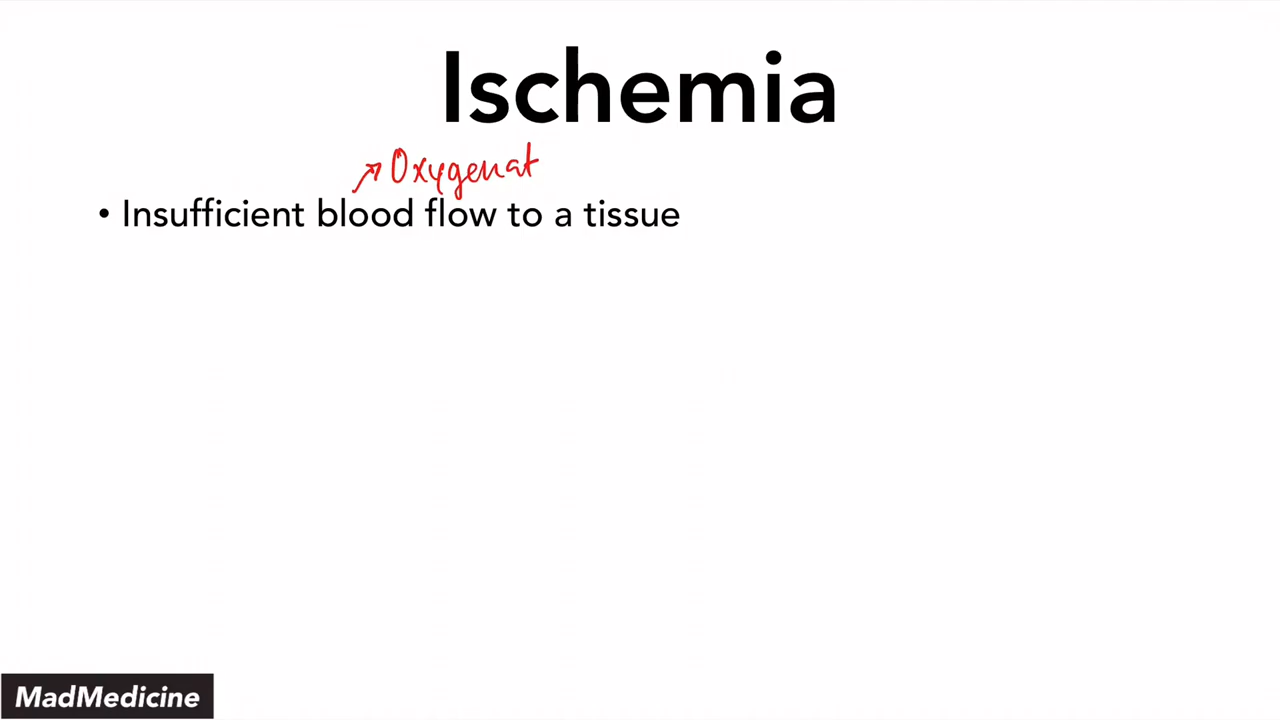 Ischemia
Oxygenat
• Insufficient blood flow to a tissue
MadMedicine